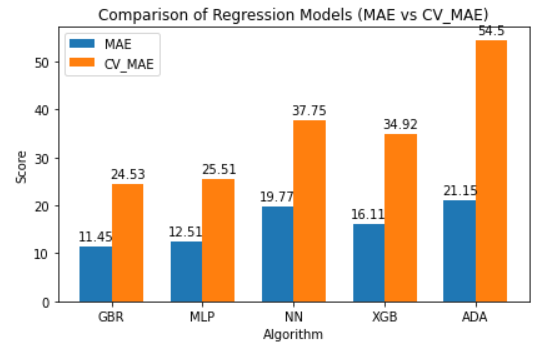 Comparison of Regression Models (MAE vs CV_MAE)
MAE
CV_MAE
Score
50
40
30
20
10
0
11.45
24.53
12.51
25.51
19.77
37.75
16.11
34.92
21.15
54.5
GBR
MLP
NN
XGB
ADA
Algorithm